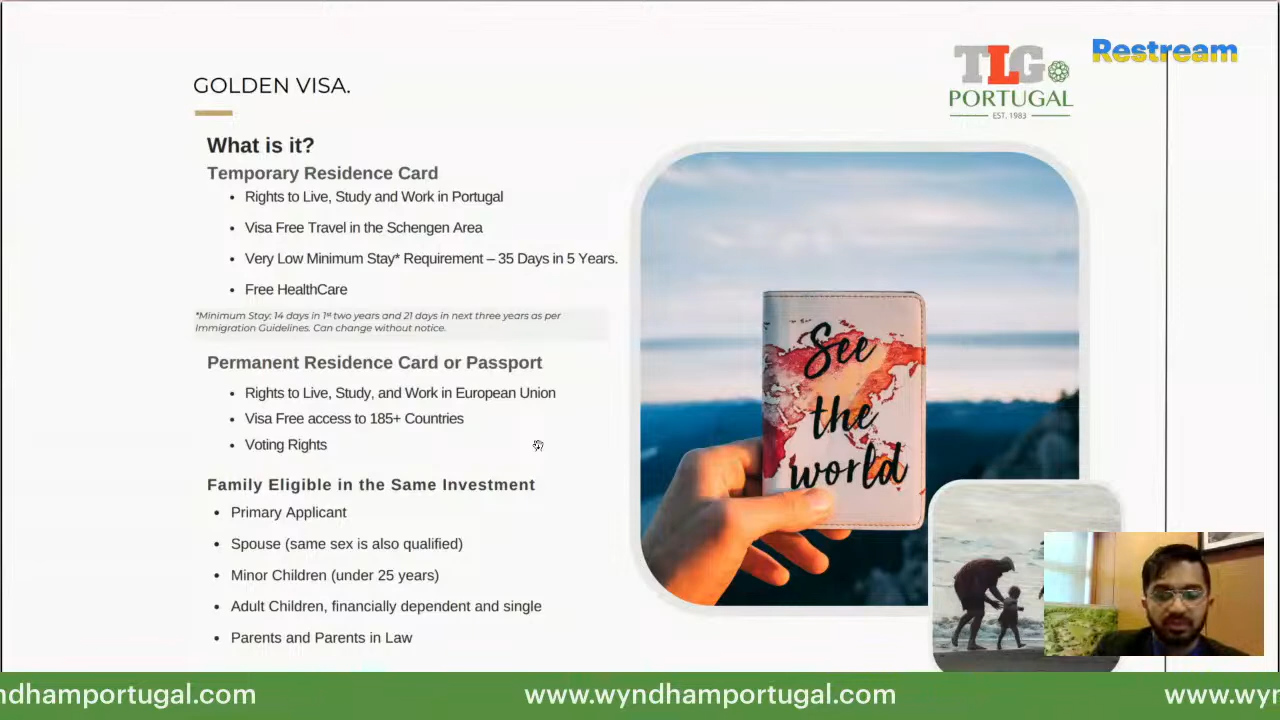 Restream
TLG
PORTUGAL
EST. 1983
GOLDEN VISA.
What is it?
Temporary Residence Card
• Rights to Live, Study and Work in Portugal
• Visa Free Travel in the Schengen Area
• Very Low Minimum Stay* Requirement – 35 Days in 5 Years.
• Free HealthCare
*Minimum Stay: 14 days in 1st two years and 21 days in next three years as per
Immigration Guidelines. Can change without notice.
Permanent Residence Card or Passport
• Rights to Live, Study, and Work in European Union
• Visa Free access to 185+ Countries
• Voting Rights
Family Eligible in the Same Investment
• Primary Applicant
• Spouse (same sex is also qualified)
• Minor Children (under 25 years)
• Adult Children, financially dependent and single
• Parents and Parents in Law
See
the
world
ndhamportugal.com www.wyndhamportugal.com www.wyn